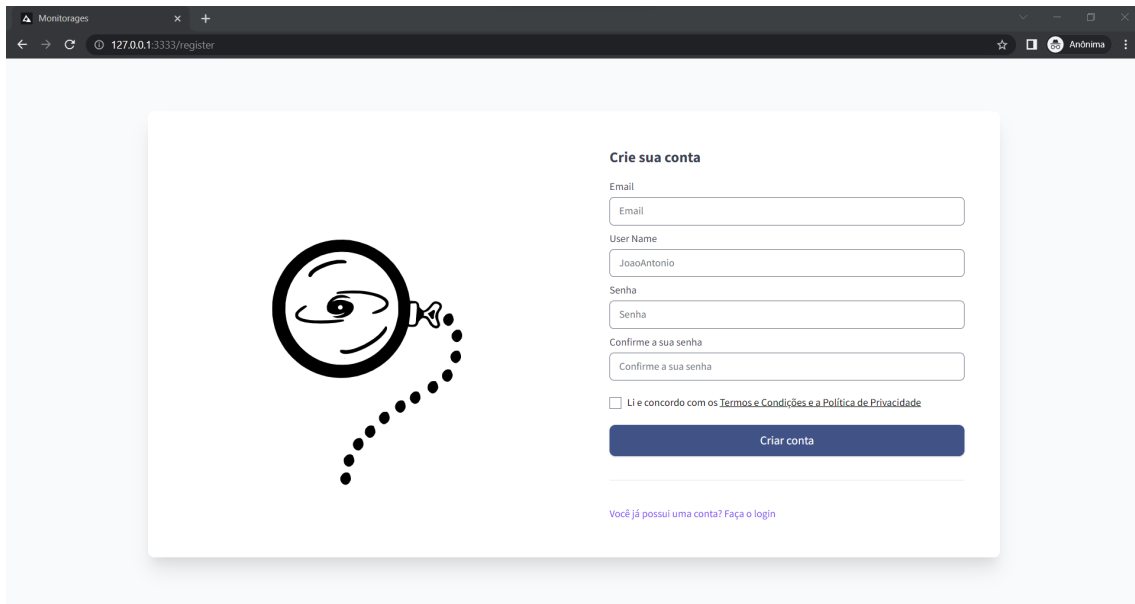 Monitorages
127.0.0.1:3333/register
Anônima
Crie sua conta
Email
Email
User Name
JoaoAntonio
Senha
Senha
Confirme a sua senha
Confirme a sua senha
Li e concordo com os Termos e Condições e a Política de Privacidade
Criar conta
Você já possui uma conta? Faça o login